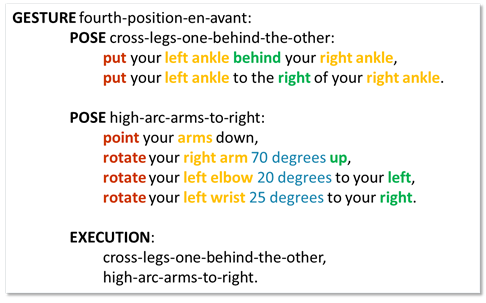 GESTURE fourth-position-en-avant:
POSE cross-legs-one-behind-the-other:
put your left ankle behind your right ankle,
put your left ankle to the right of your right ankle.
POSE high-arc-arms-to-right:
point your arms down,
rotate your right arm 70 degrees up,
rotate your left elbow 20 degrees to your left,
rotate your left wrist 25 degrees to your right.
EXECUTION:
cross-legs-one-behind-the-other,
high-arc-arms-to-right.